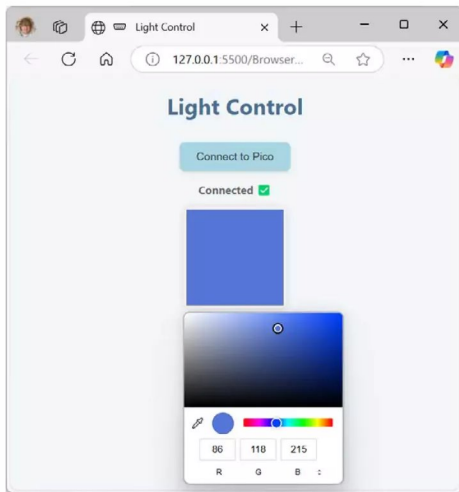 Light Control
127.0.0.1:5500/Browser...
Light Control
Connect to Pico
Connected
86 118 215
R G B